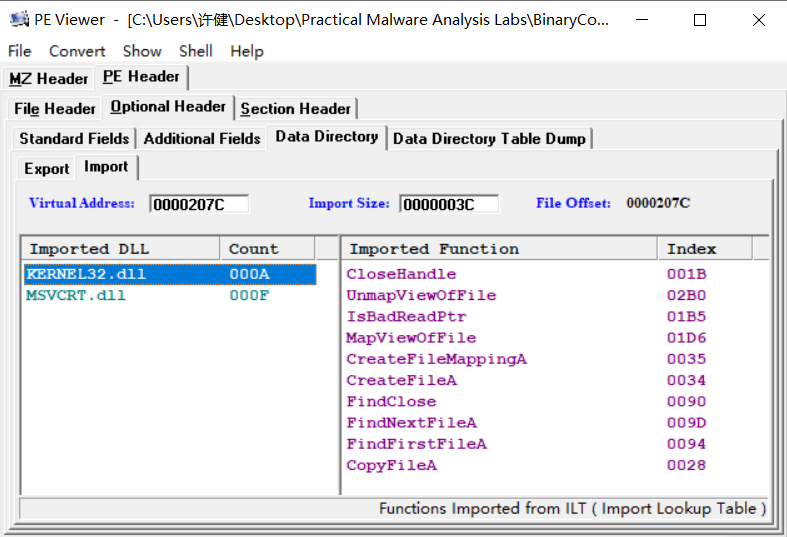 PE Viewer - [C:\Users\许健\Desktop\Practical Malware Analysis Labs\BinaryCo...
File Convert Show Shell Help
MZ Header PE Header
File Header Optional Header Section Header
Standard Fields Additional Fields Data Directory Data Directory Table Dump
Export Import
Virtual Address: 0000207C Import Size: 0000003C File Offset: 0000207C
Imported DLL Count Imported Function Index
KERNEL32.dll 000A CloseHandle 001B
MSVCRT.dll 000F UnmapViewOfFile 02B0
IsBadReadPtr 01B5
MapViewOfFile 01D6
CreateFileMappingA 0035
CreateFileA 0034
FindClose 0090
FindNextFileA 009D
FindFirstFileA 0094
CopyFileA 0028
Functions Imported from ILT ( Import Lookup Table )